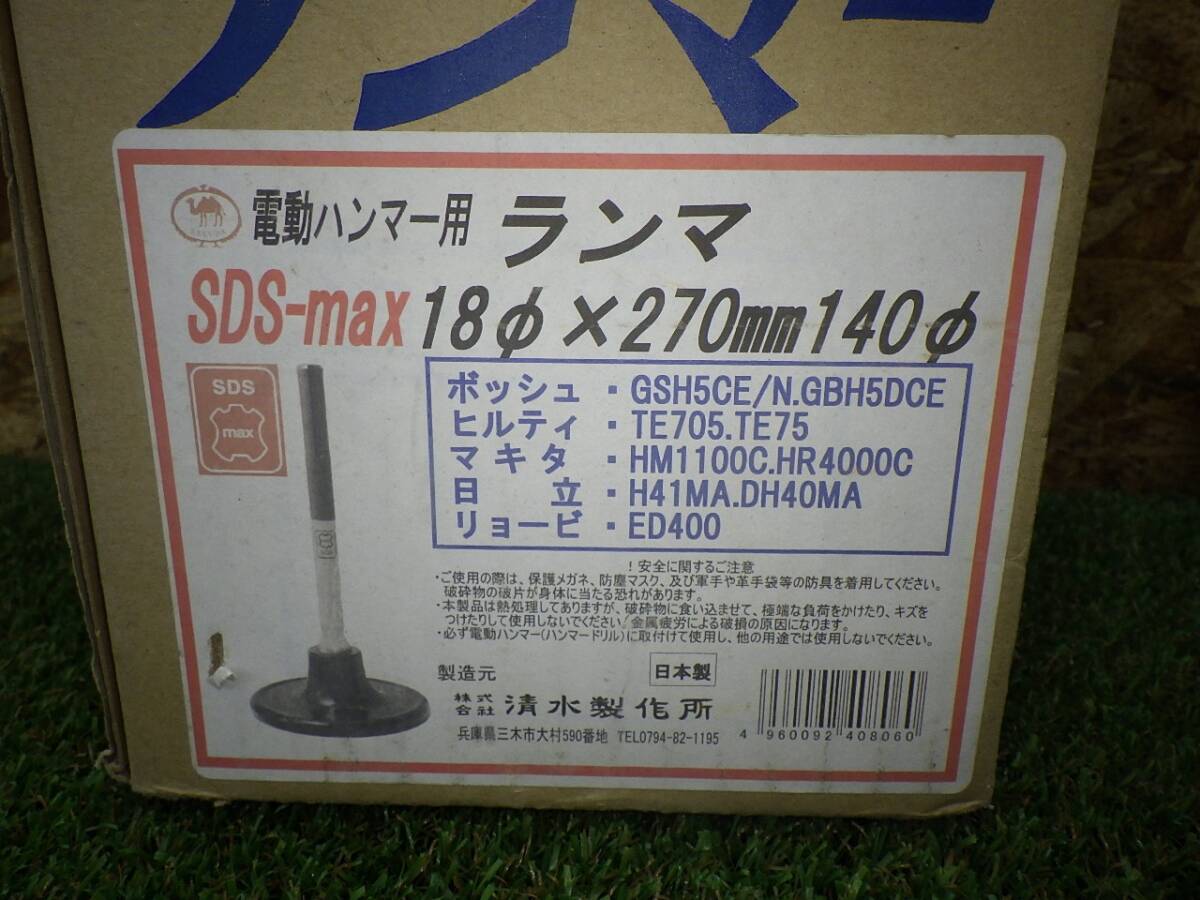 ンマー
電動ハンマー用 ランマ
SDS-max 18φ×270mm140φ
SDS
max
ボッシュ・GSH5CE/N.GBH5DCE
ヒルティ・TE705.TE75
マキタ・HM1100C.HR4000C
日立・H41MA.DH40MA
リョービ・ED400
！安全に関するご注意
・ご使用の際は、保護メガネ、防塵マスク、及び軍手や革手袋等の防具を着用してください。
破砕物の破片が身体に当たる恐れがあります。
・本製品は熱処理してありますが、破砕物に食い込ませて、極端な負荷をかけたり、キズを
つけたりして使用しないでください。金属疲労による破損の原因になります。
・必ず電動ハンマー(ハンマードリル)に取付けて使用し、他の用途では使用しないでください。
製造元
日本製
株式会社 清水製作所
兵庫県三木市大村590番地 TEL0794-82-1195
4 960092 408060